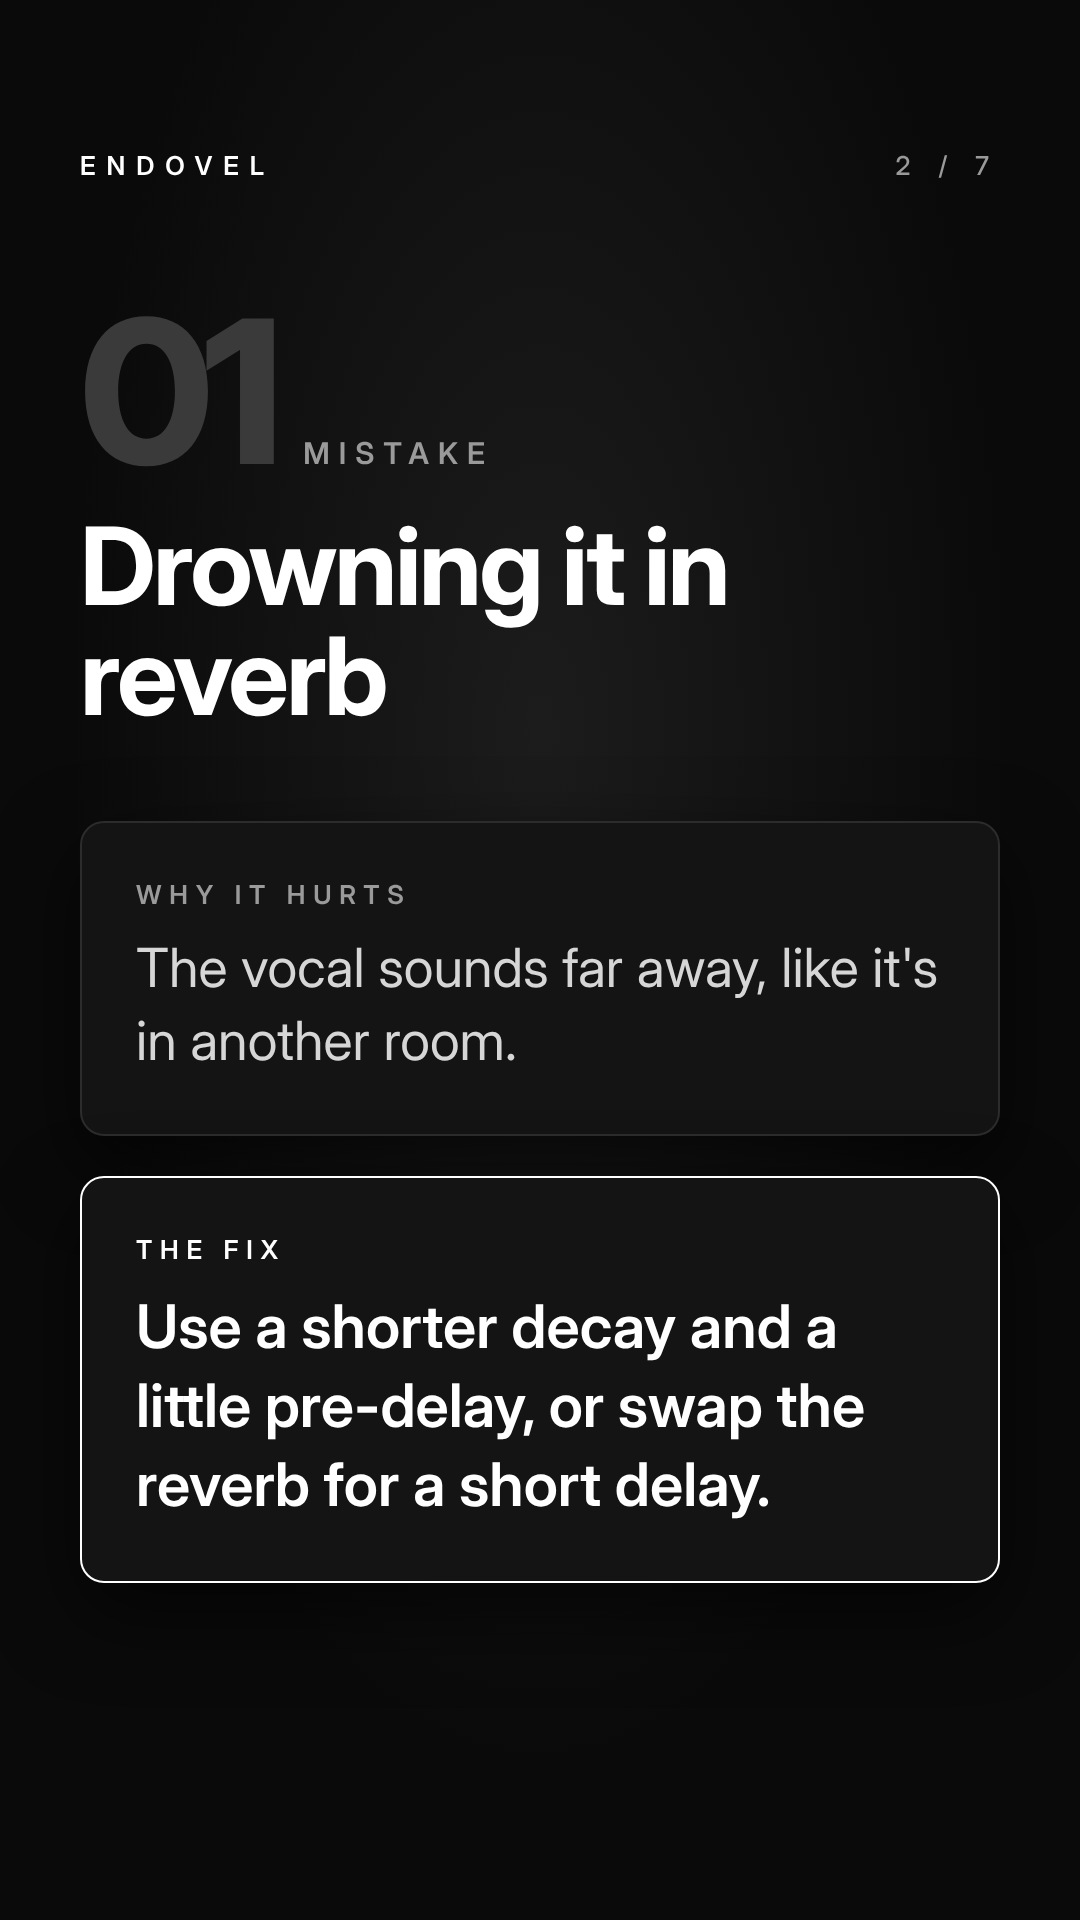 ENDOVEL
2 / 7
01 MISTAKE
Drowning it in
reverb
WHY IT HURTS
The vocal sounds far away, like it's
in another room.
THE FIX
Use a shorter decay and a
little pre-delay, or swap the
reverb for a short delay.